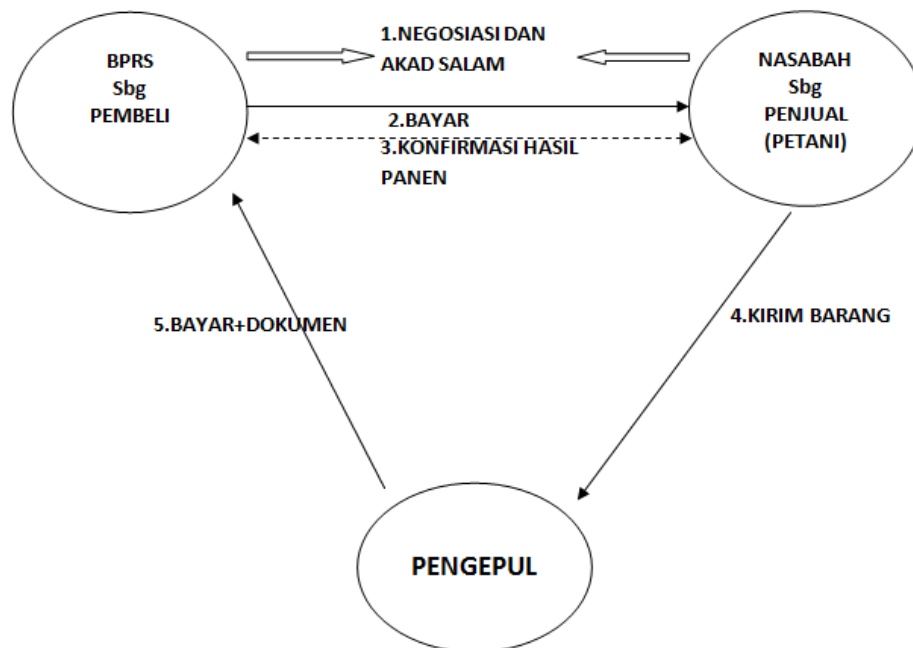 BPRS
Sbg
PEMBELI
1.NEGOSIASI DAN
AKAD SALAM
NASABAH
Sbg
PENJUAL
(PETANI)
2.BAYAR
3.KONFIRMASI HASIL
PANEN
5.BAYAR+DOKUMEN
4.KIRIM BARANG
PENGEPUL